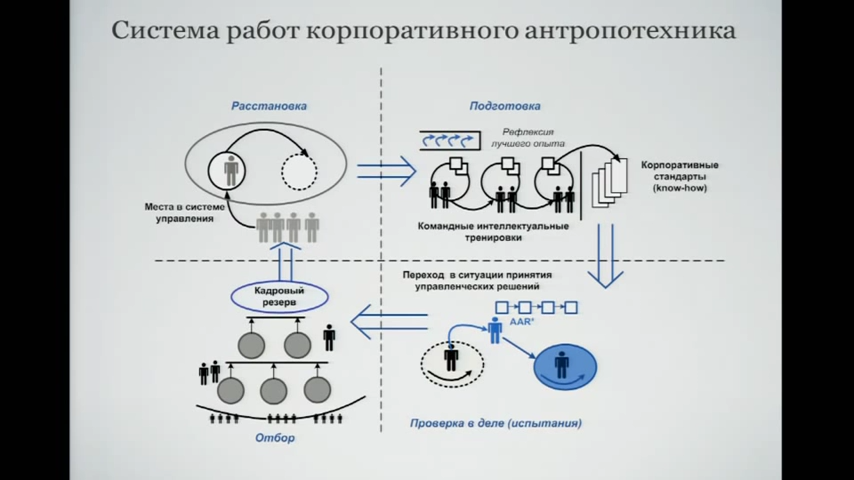 Система работ корпоративного антропотехника
Расстановка
Подготовка
Рефлексия
лучшего опыта
Корпоративные
стандарты
(know-how)
Места в системе
управления
Командные интеллектуальные
тренировки
Переход в ситуации принятия
управленческих решений
Кадровый
резерв
AAR*
Проверка в деле (испытания)
Отбор